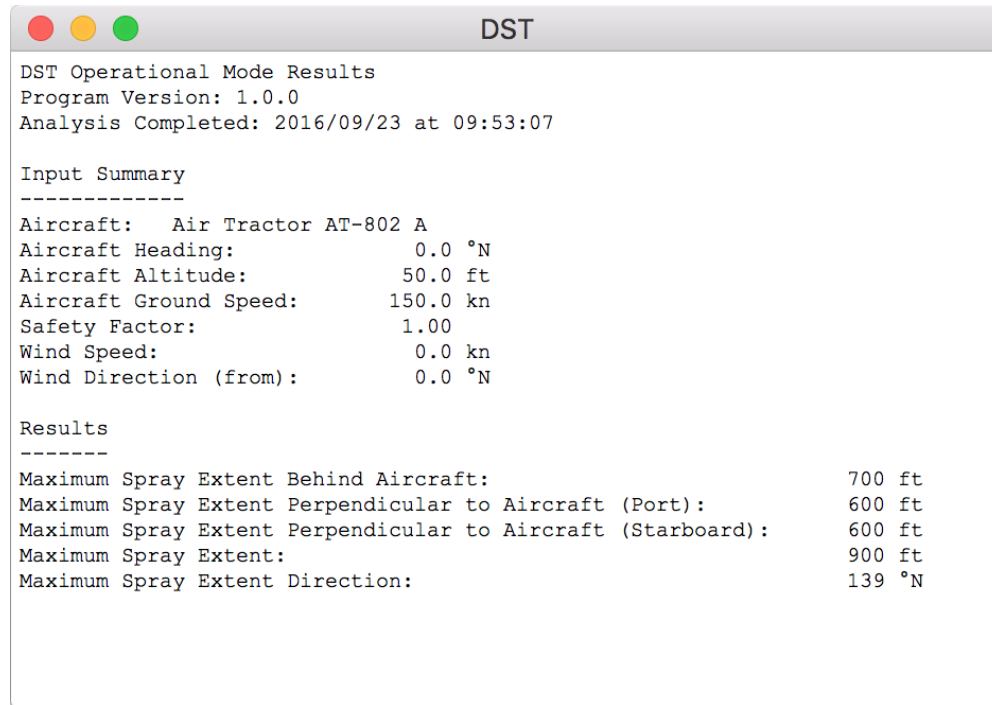 DST
DST Operational Mode Results
Program Version: 1.0.0
Analysis Completed: 2016/09/23 at 09:53:07
Input Summary
-------------
Aircraft: Air Tractor AT-802 A
Aircraft Heading: 0.0 °N
Aircraft Altitude: 50.0 ft
Aircraft Ground Speed: 150.0 kn
Safety Factor: 1.00
Wind Speed: 0.0 kn
Wind Direction (from): 0.0 °N
Results
-------
Maximum Spray Extent Behind Aircraft: 700 ft
Maximum Spray Extent Perpendicular to Aircraft (Port): 600 ft
Maximum Spray Extent Perpendicular to Aircraft (Starboard): 600 ft
Maximum Spray Extent: 900 ft
Maximum Spray Extent Direction: 139 °N